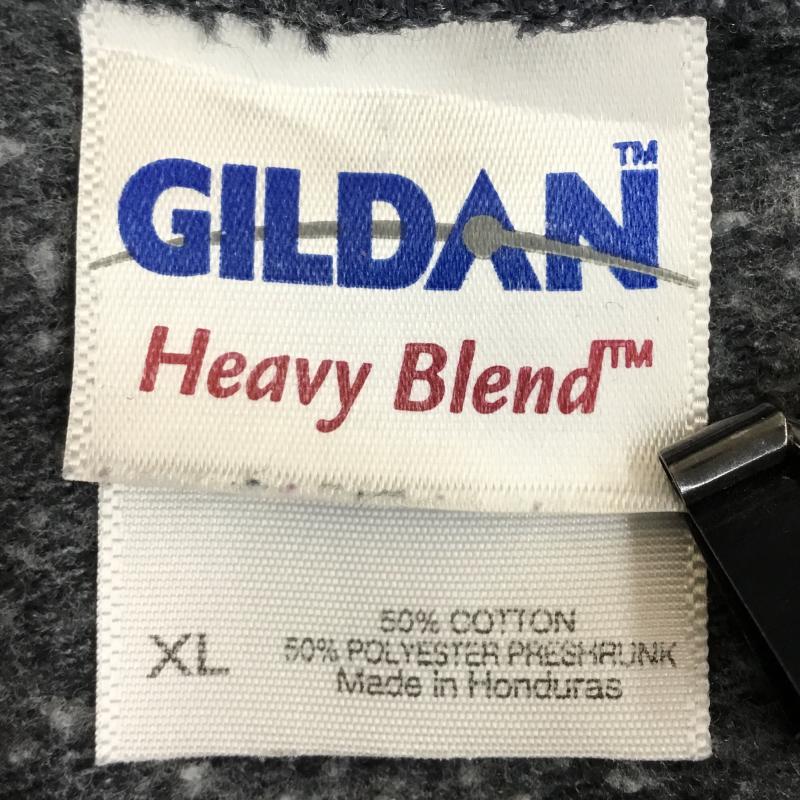 GILDAN™
Heavy Blend™
XL
50% COTTON
50% POLYESTER PRESHRUNK
Made in Honduras